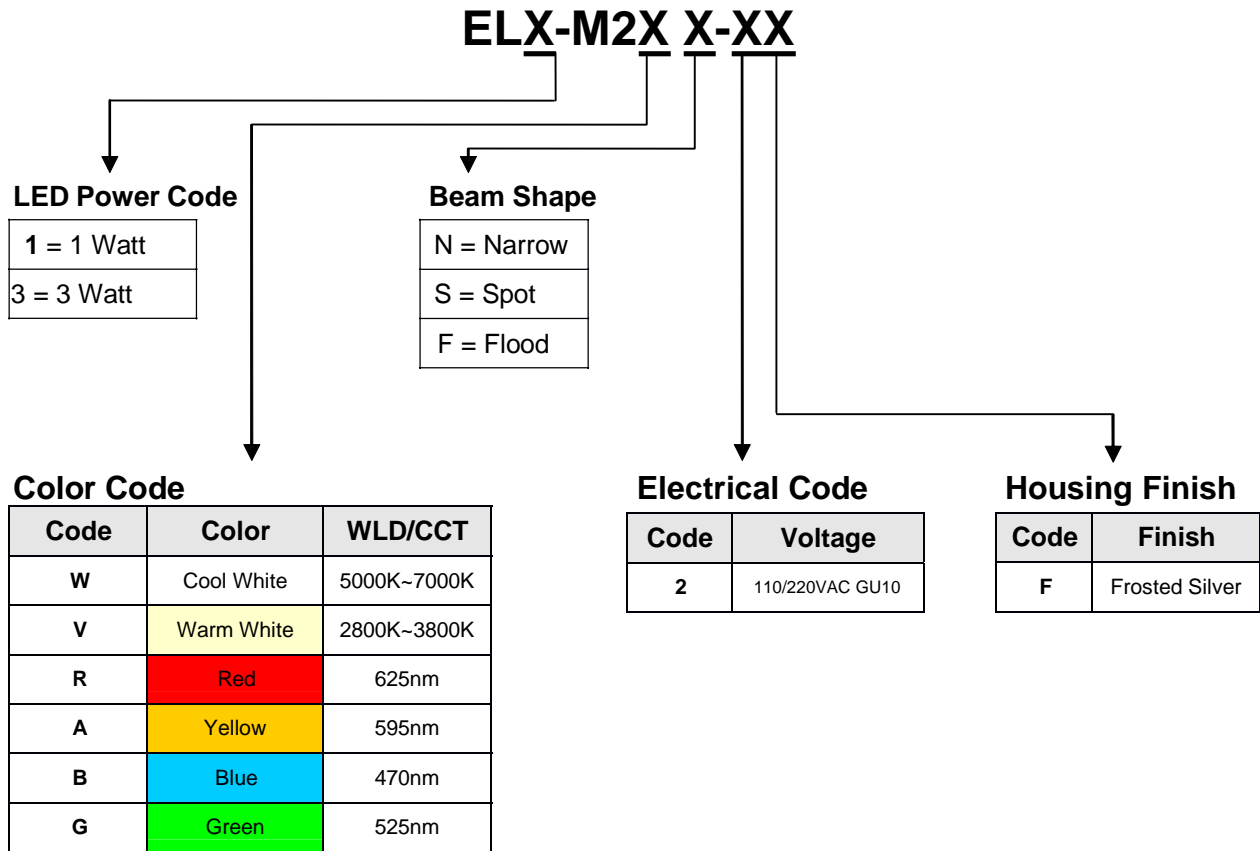 ELX-M2X X-XX
LED Power Code
1 = 1 Watt
3 = 3 Watt
Beam Shape
N = Narrow
S = Spot
F = Flood
Color Code
Code Color WLD/CCT
W Cool White 5000K~7000K
V Warm White 2800K~3800K
R Red 625nm
A Yellow 595nm
B Blue 470nm
G Green 525nm
Electrical Code
Code Voltage
2 110/220VAC GU10
Housing Finish
Code Finish
F Frosted Silver